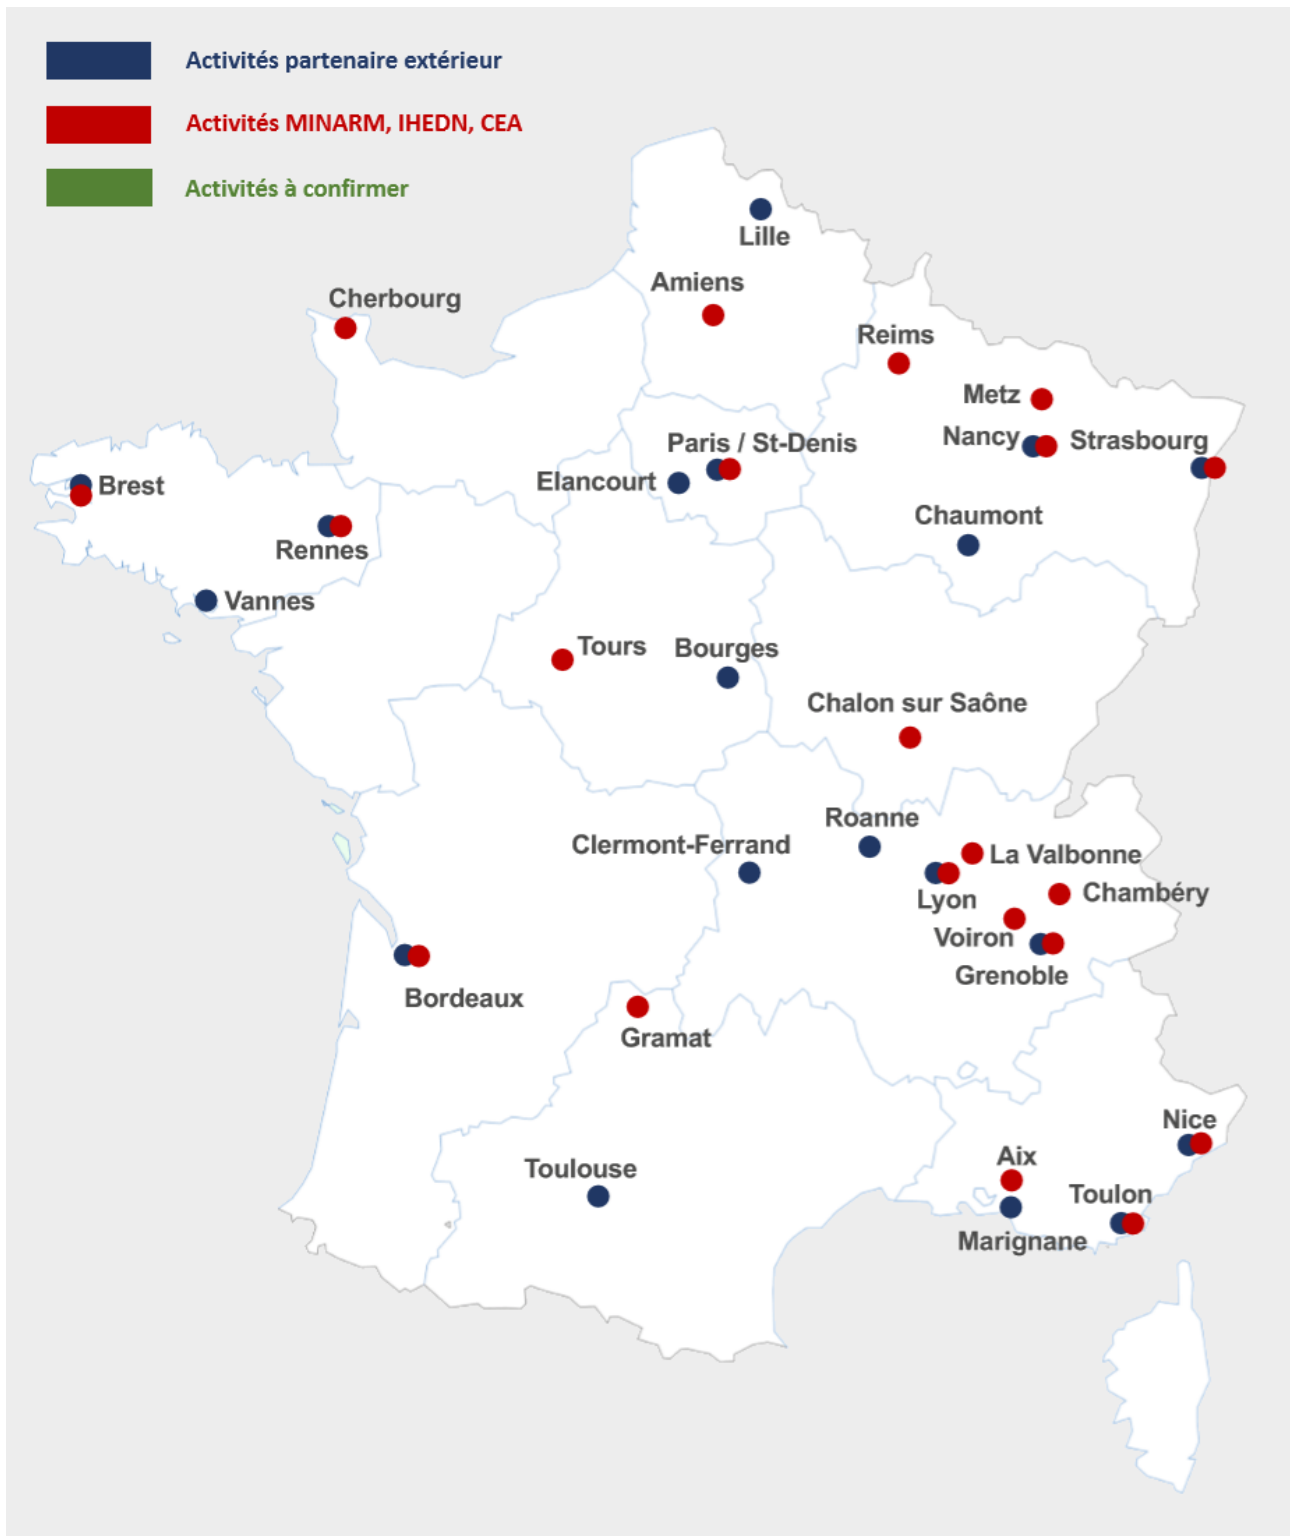 Activités partenaire extérieur
Activités MINARM, IHEDN, CEA
Activités à confirmer
Lille
Amiens
Cherbourg
Reims
Metz
Nancy
Strasbourg
Paris / St-Denis
Elancourt
Brest
Chaumont
Rennes
Vannes
Tours
Bourges
Chalon sur Saône
Roanne
Clermont-Ferrand
La Valbonne
Chambéry
Lyon
Voiron
Grenoble
Bordeaux
Gramat
Nice
Aix
Toulouse
Toulon
Marignane